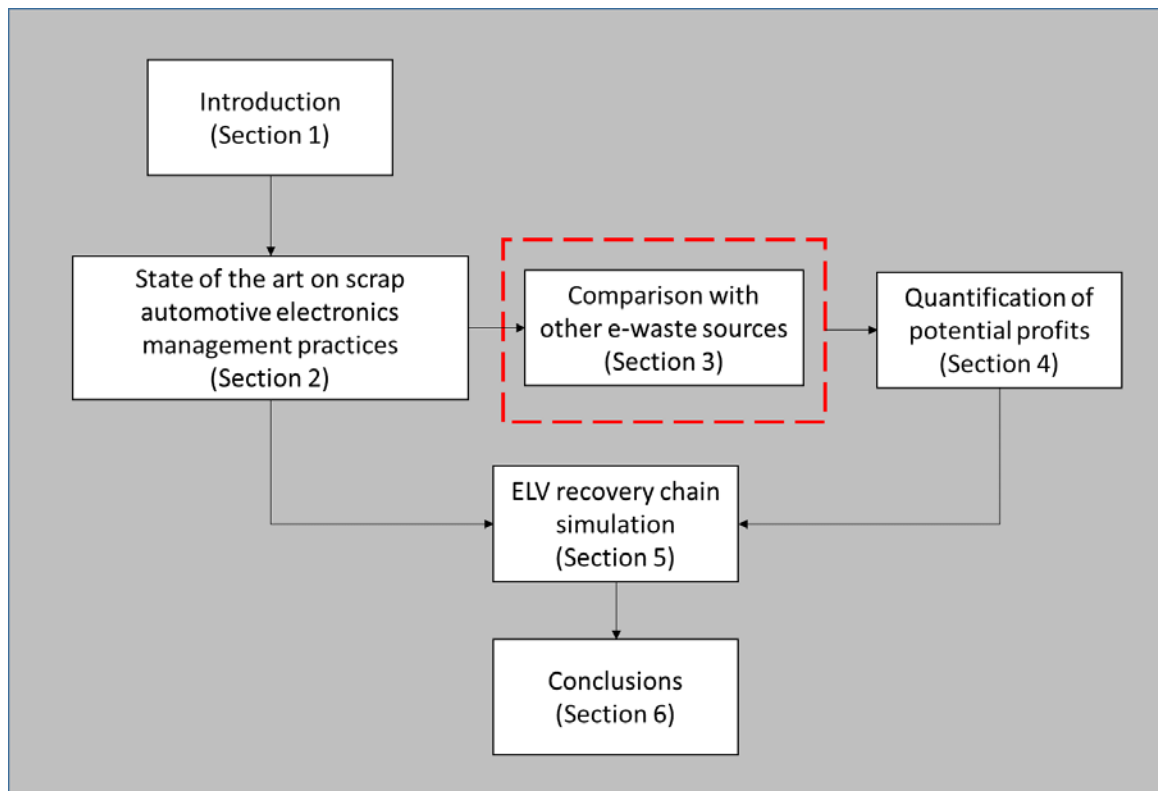 Introduction
(Section 1)
State of the art on scrap
automotive electronics
management practices
(Section 2)
Comparison with
other e-waste sources
(Section 3)
Quantification of
potential profits
(Section 4)
ELV recovery chain
simulation
(Section 5)
Conclusions
(Section 6)